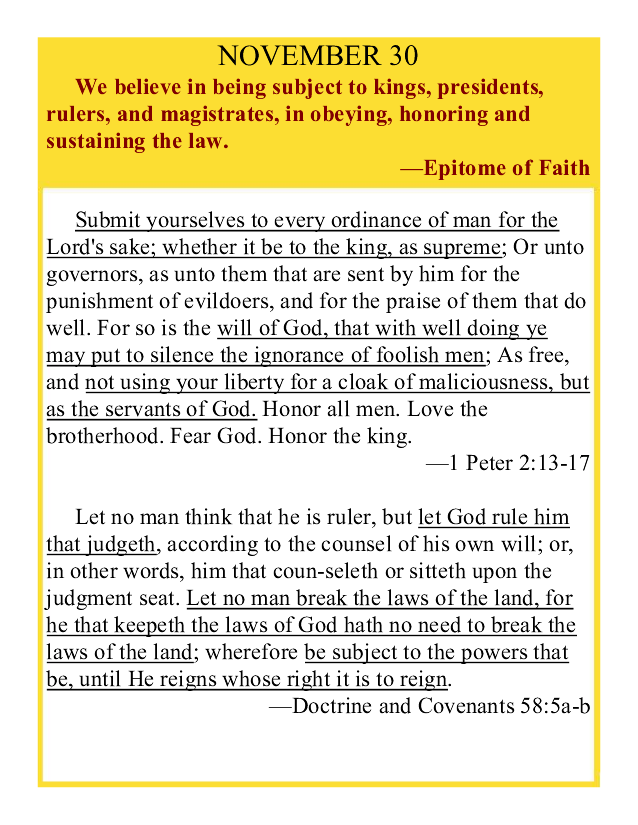 NOVEMBER 30
We believe in being subject to kings, presidents,
rulers, and magistrates, in obeying, honoring and
sustaining the law.
—Epitome of Faith
Submit yourselves to every ordinance of man for the
Lord's sake; whether it be to the king, as supreme; Or unto
governors, as unto them that are sent by him for the
punishment of evildoers, and for the praise of them that do
well. For so is the will of God, that with well doing ye
may put to silence the ignorance of foolish men; As free,
and not using your liberty for a cloak of maliciousness, but
as the servants of God. Honor all men. Love the
brotherhood. Fear God. Honor the king.
—1 Peter 2:13-17
Let no man think that he is ruler, but let God rule him
that judgeth, according to the counsel of his own will; or,
in other words, him that coun-seleth or sitteth upon the
judgment seat. Let no man break the laws of the land, for
he that keepeth the laws of God hath no need to break the
laws of the land; wherefore be subject to the powers that
be, until He reigns whose right it is to reign.
—Doctrine and Covenants 58:5a-b